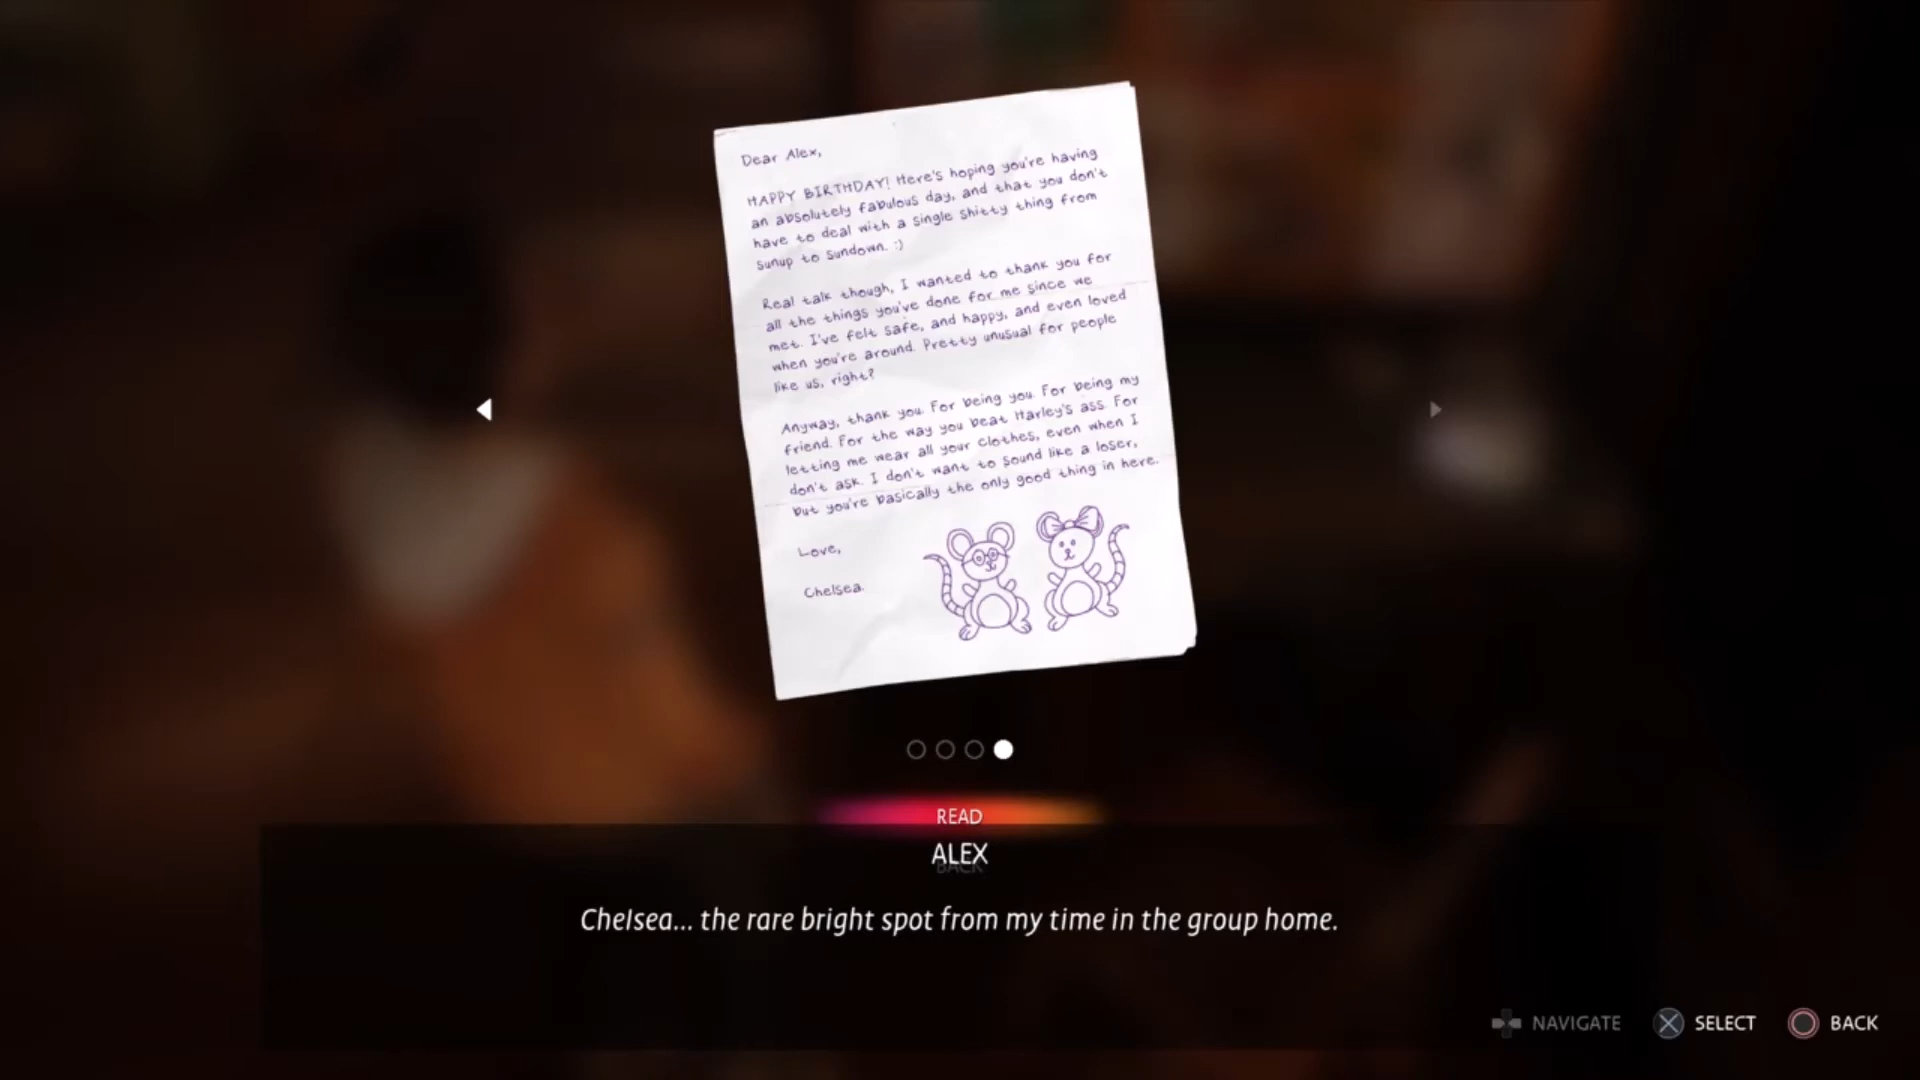 Dear Alex,
HAPPY BIRTHDAY! Here's hoping you're having
an absolutely fabulous day, and that you don't
have to deal with a single shitty thing from
sunup to sundown. :)
Real talk though, I wanted to thank you for
all the things you've done for me since we
met. I've felt safe, and happy, and even loved
when you're around. Pretty unusual for people
like us, right?
Anyway, thank you. For being you. For being my
friend. For the way you beat Harley's ass. For
letting me wear all your clothes, even when I
don't ask. I don't want to sound like a loser,
but you're basically the only good thing in here.
Love,
Chelsea.
READ
ALEX
BACK
Chelsea... the rare bright spot from my time in the group home.
NAVIGATE
SELECT
BACK